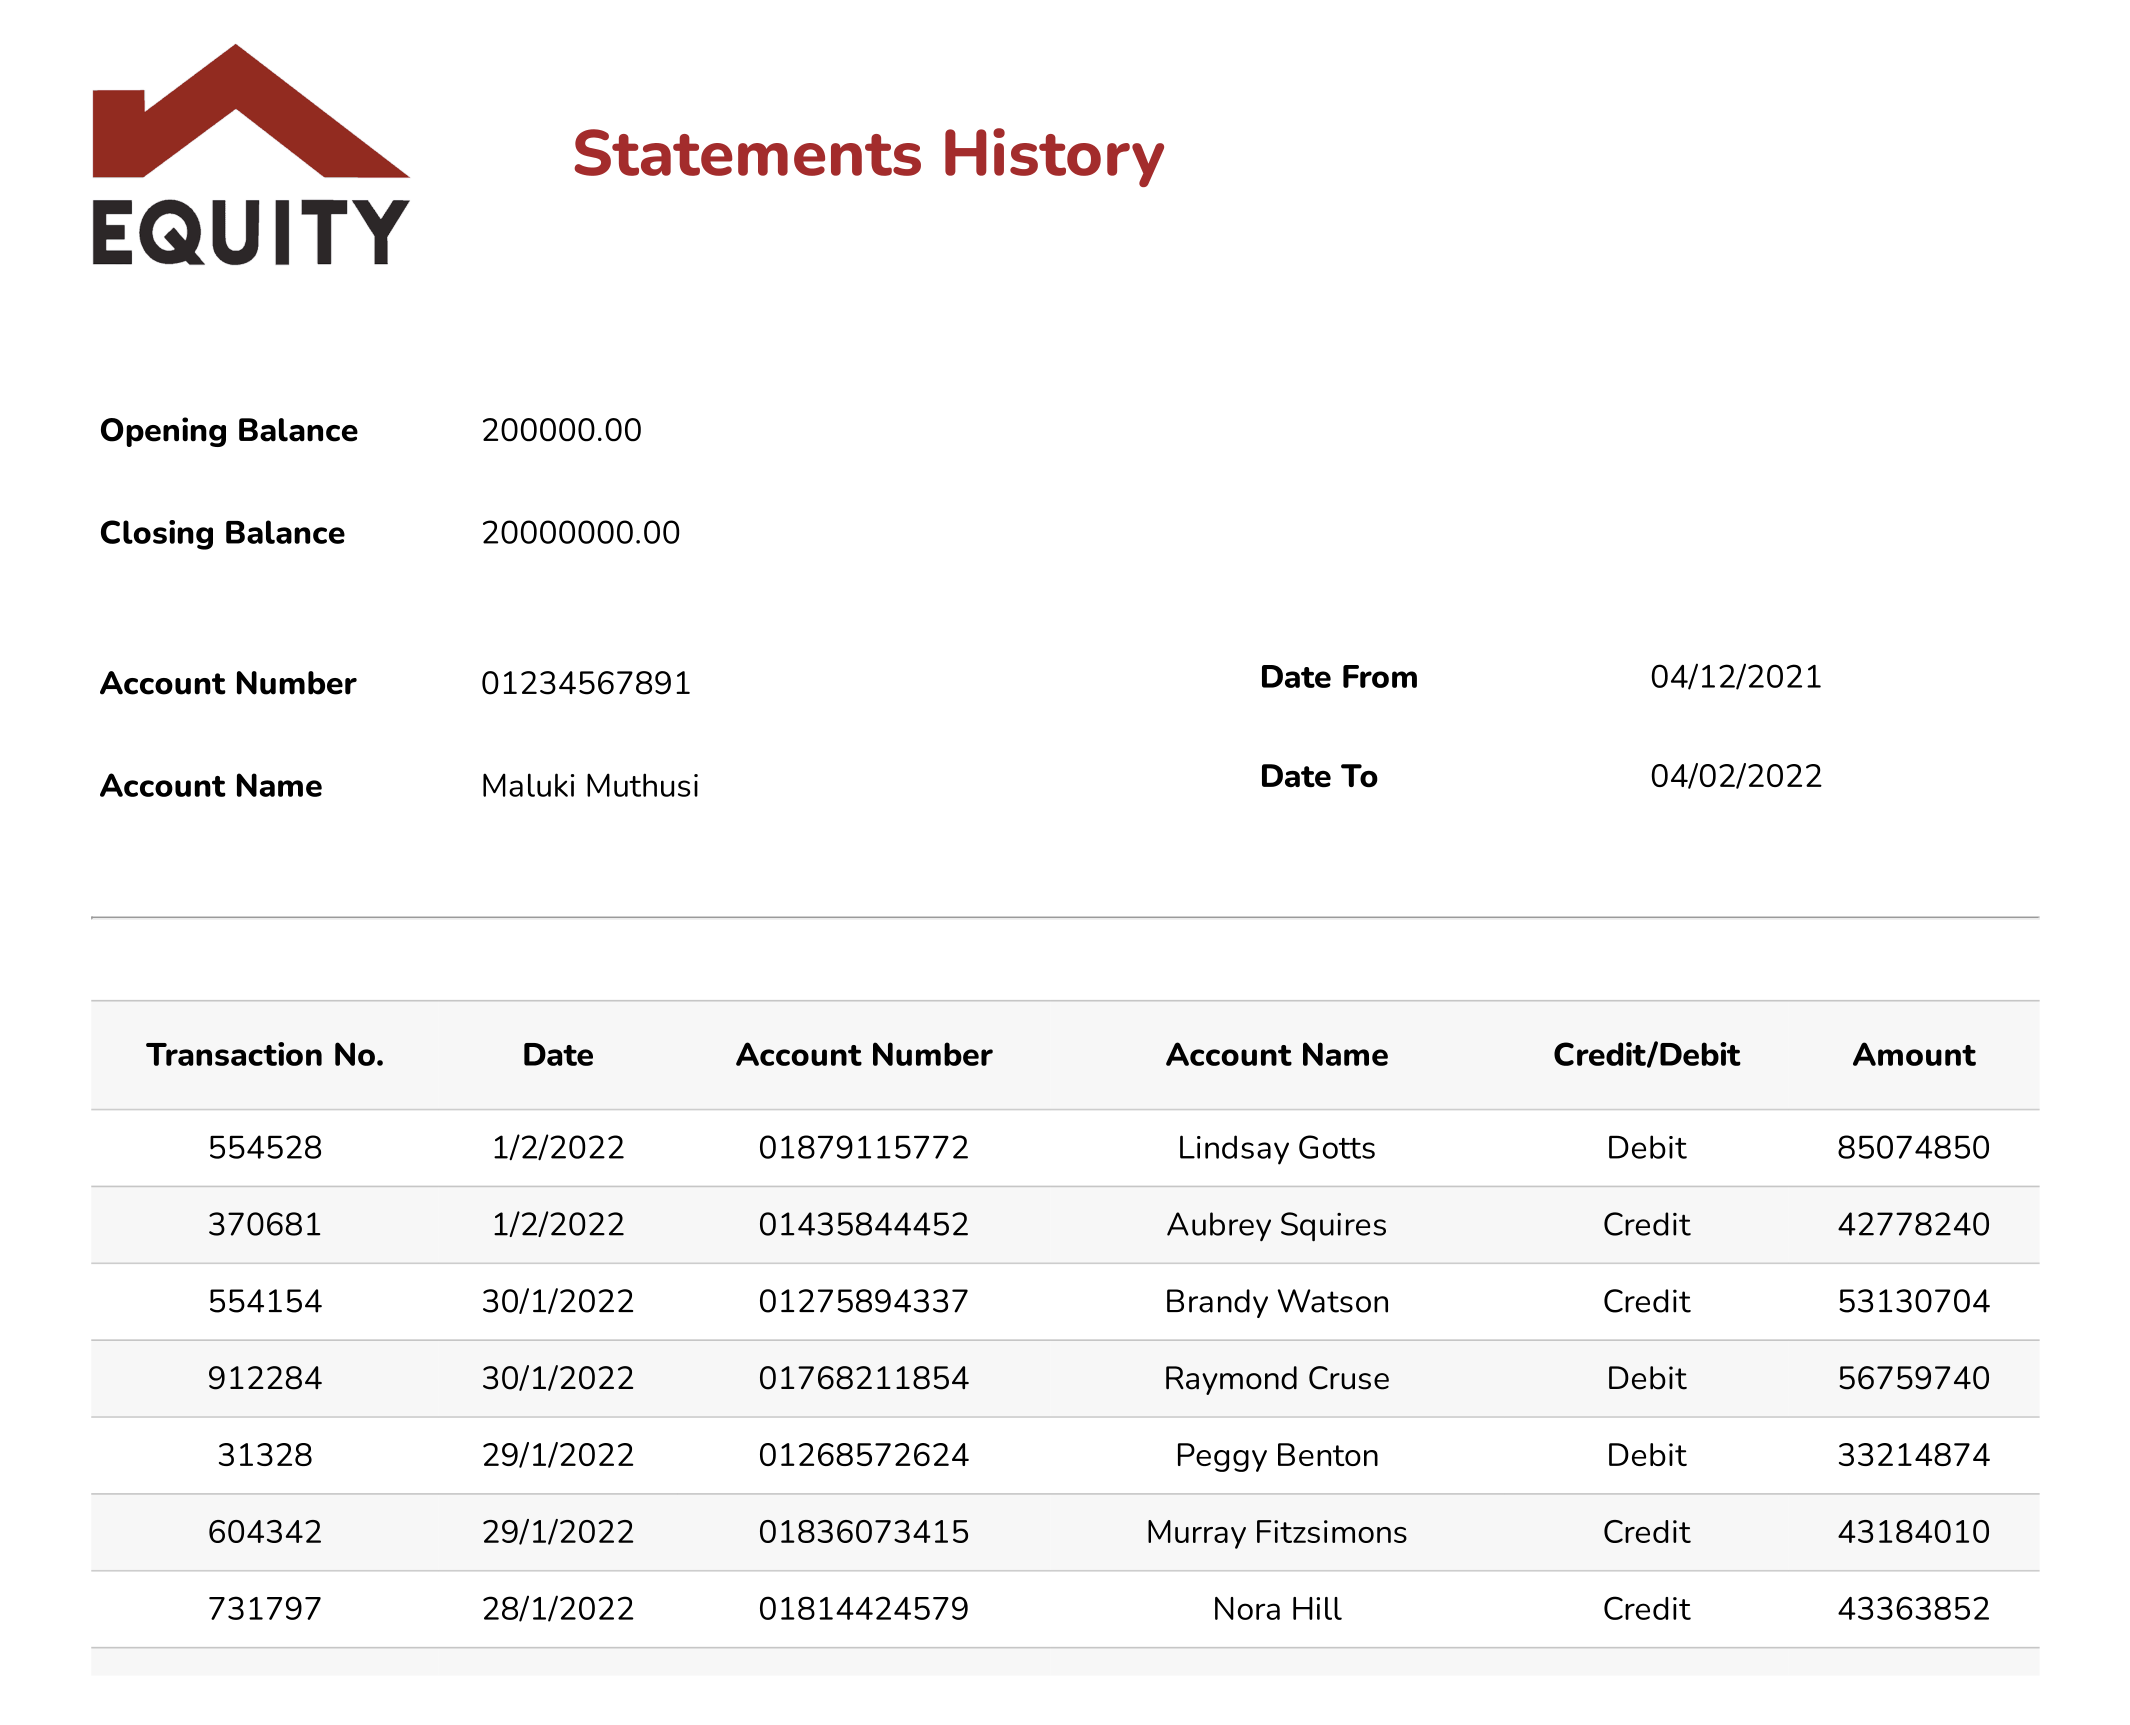 EQUITY
Statements History
Opening Balance 200000.00
Closing Balance 20000000.00
Account Number 01234567891
Account Name Maluki Muthusi
Date From 04/12/2021
Date To 04/02/2022
Transaction No. Date Account Number Account Name Credit/Debit Amount
554528 1/2/2022 01879115772 Lindsay Gotts Debit 85074850
370681 1/2/2022 01435844452 Aubrey Squires Credit 42778240
554154 30/1/2022 01275894337 Brandy Watson Credit 53130704
912284 30/1/2022 01768211854 Raymond Cruse Debit 56759740
31328 29/1/2022 01268572624 Peggy Benton Debit 33214874
604342 29/1/2022 01836073415 Murray Fitzsimons Credit 43184010
731797 28/1/2022 01814424579 Nora Hill Credit 43363852